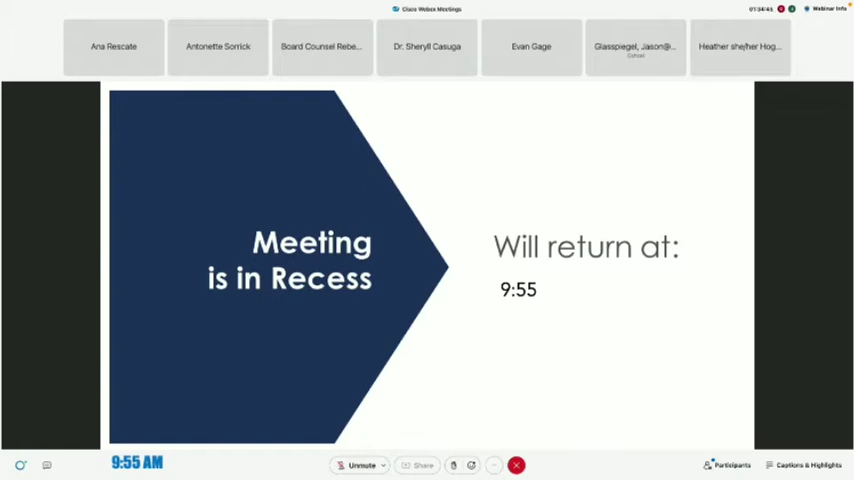 Cisco Webex Meetings
Webinar Info
Ana Rescate
Antonette Sorrick
Board Counsel Rebe...
Dr. Sheryll Casuga
Evan Gage
Glasspiegel, Jason@...
Cohost
Heather she/her Hog...
Meeting
is in Recess
Will return at:
9:55
9:55 AM
Unmute
Share
Participants
Captions & Highlights